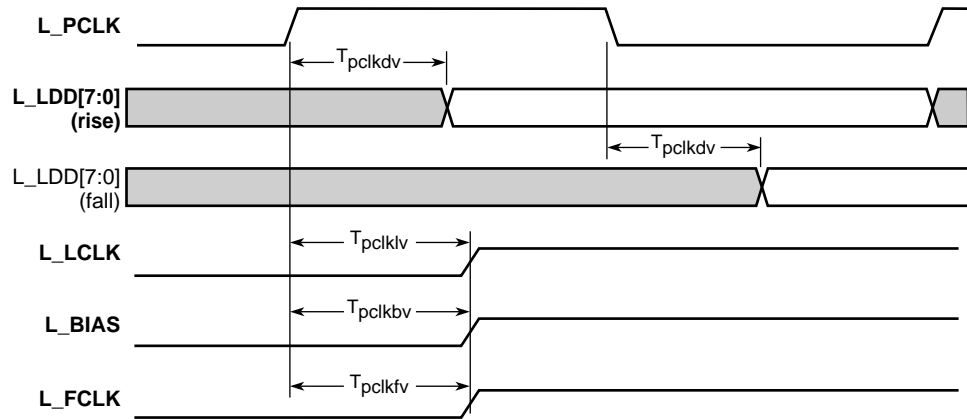 L_PCLK
Tpclkdv
L_LDD[7:0]
(rise)
Tpclkdv
L_LDD[7:0]
(fall)
Tpclklv
L_LCLK
Tpclkbv
L_BIAS
Tpclkfv
L_FCLK